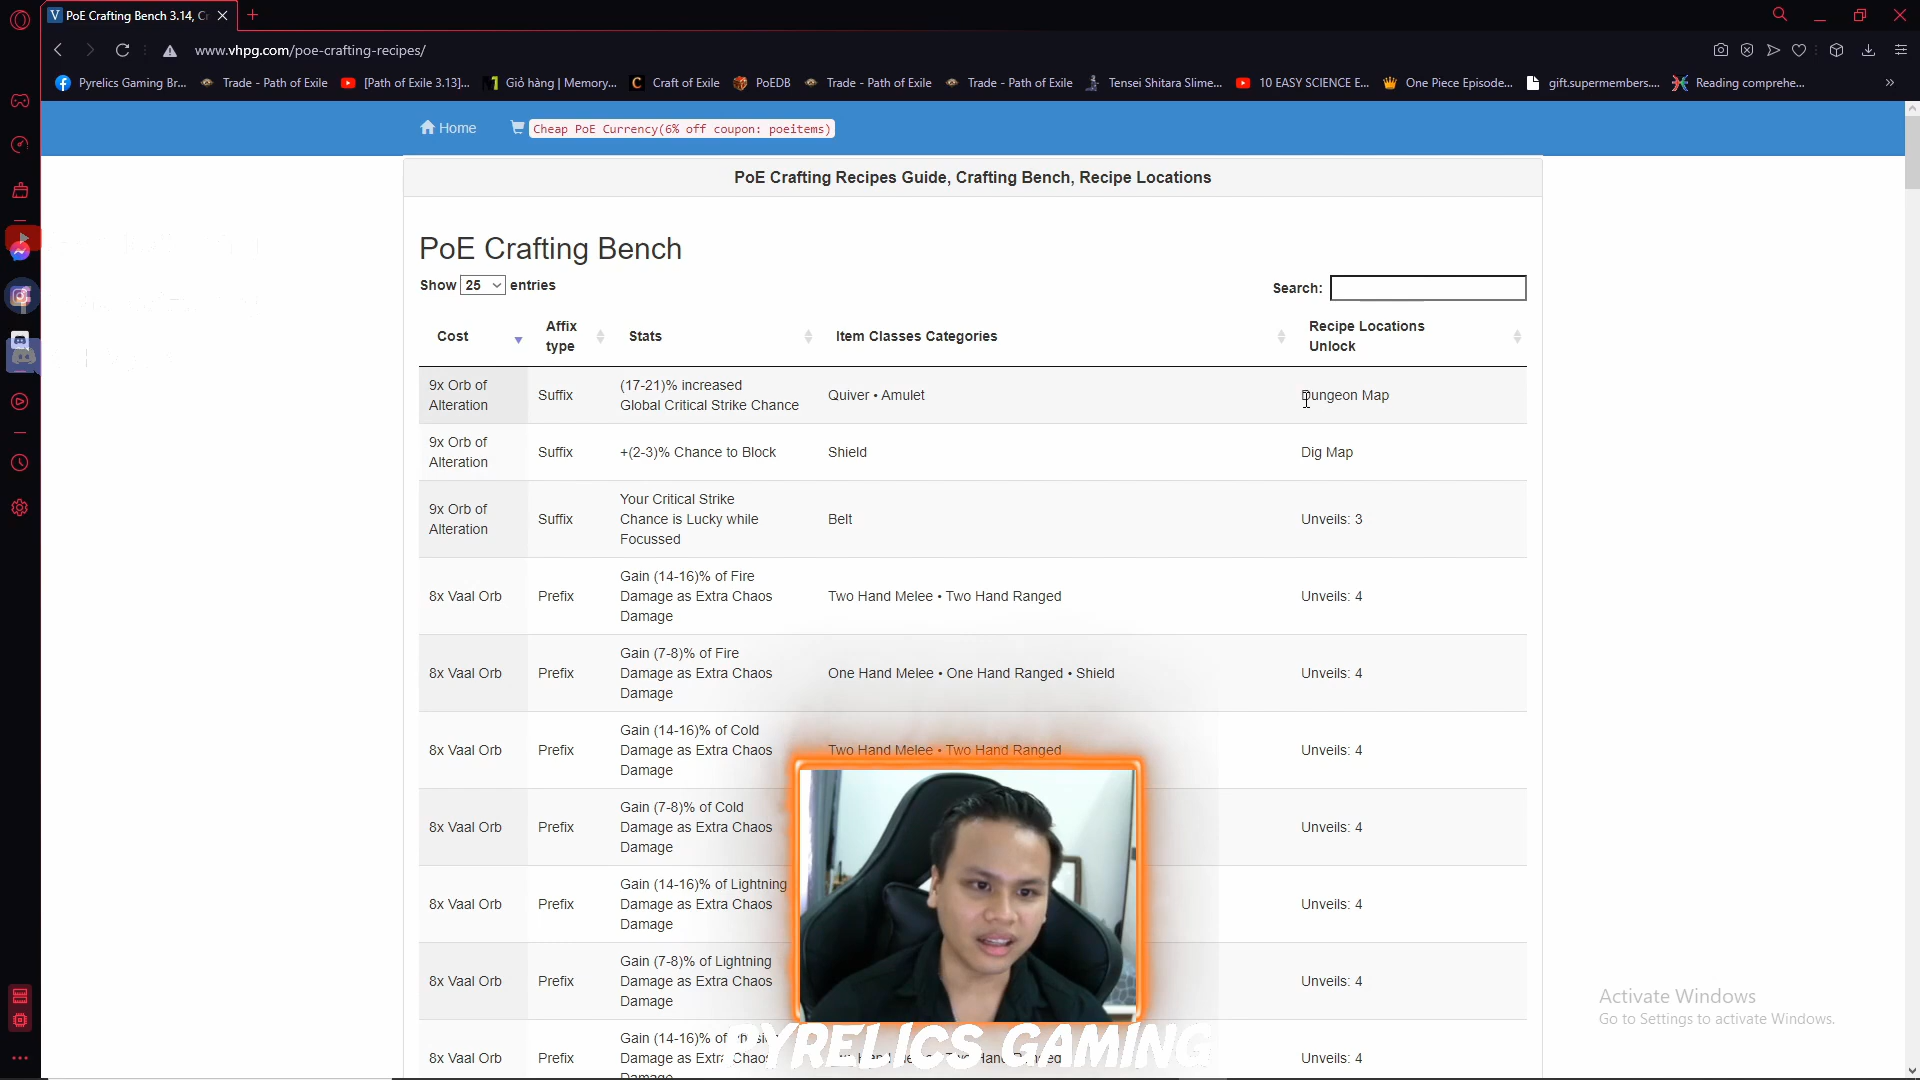 PoE Crafting Bench 3.14, Cr
www.vhpg.com/poe-crafting-recipes/
Pyrelics Gaming Br...
Trade - Path of Exile
[Path of Exile 3.13]...
Giỏ hàng | Memory...
Craft of Exile
PoEDB
Trade - Path of Exile
Trade - Path of Exile
Tensei Shitara Slime...
10 EASY SCIENCE E...
One Piece Episode...
gift.supermembers....
Reading comprehe...
Home
Cheap PoE Currency(6% off coupon: poeitems)
PoE Crafting Recipes Guide, Crafting Bench, Recipe Locations
PoE Crafting Bench
Show 25 entries
Search:
Cost
Affix
type
Stats
Item Classes Categories
Recipe Locations
Unlock
9x Orb of
Alteration
Suffix
(17-21)% increased
Global Critical Strike Chance
Quiver • Amulet
Dungeon Map
9x Orb of
Alteration
Suffix
+(2-3)% Chance to Block
Shield
Dig Map
9x Orb of
Alteration
Suffix
Your Critical Strike
Chance is Lucky while
Focussed
Belt
Unveils: 3
8x Vaal Orb
Prefix
Gain (14-16)% of Fire
Damage as Extra Chaos
Damage
Two Hand Melee • Two Hand Ranged
Unveils: 4
8x Vaal Orb
Prefix
Gain (7-8)% of Fire
Damage as Extra Chaos
Damage
One Hand Melee • One Hand Ranged • Shield
Unveils: 4
8x Vaal Orb
Prefix
Gain (14-16)% of Cold
Damage as Extra Chaos
Damage
Two Hand Melee • Two Hand Ranged
Unveils: 4
8x Vaal Orb
Prefix
Gain (7-8)% of Cold
Damage as Extra Chaos
Damage
Unveils: 4
8x Vaal Orb
Prefix
Gain (14-16)% of Lightning
Damage as Extra Chaos
Damage
Unveils: 4
8x Vaal Orb
Prefix
Gain (7-8)% of Lightning
Damage as Extra Chaos
Damage
Unveils: 4
8x Vaal Orb
Prefix
Gain (14-16)% of
Damage as Extra Chaos
Damage
Unveils: 4
PYRELICS GAMING
Activate Windows
Go to Settings to activate Windows.